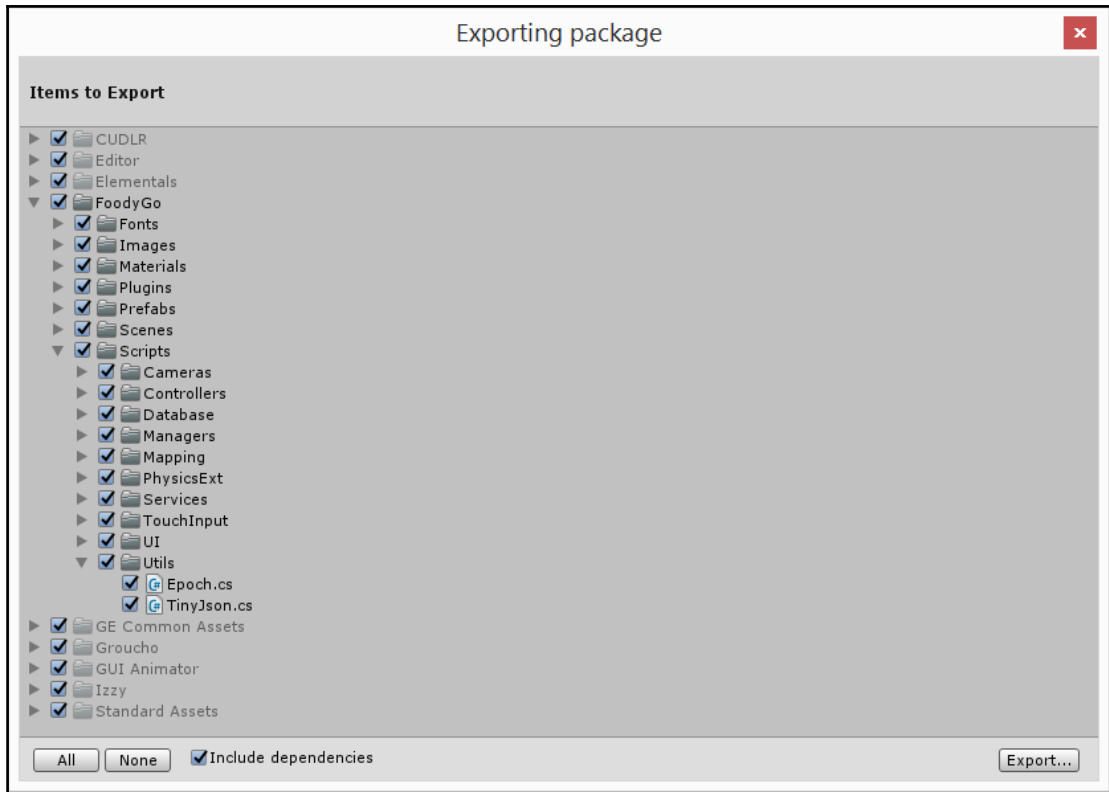 Exporting package
Items to Export
CUDLR
Editor
Elementals
FoodyGo
Fonts
Images
Materials
Plugins
Prefabs
Scenes
Scripts
Cameras
Controllers
Database
Managers
Mapping
PhysicsExt
Services
TouchInput
UI
Utils
Epoch.cs
TinyJson.cs
GE Common Assets
Groucho
GUI Animator
Izzy
Standard Assets
All None Include dependencies Export...